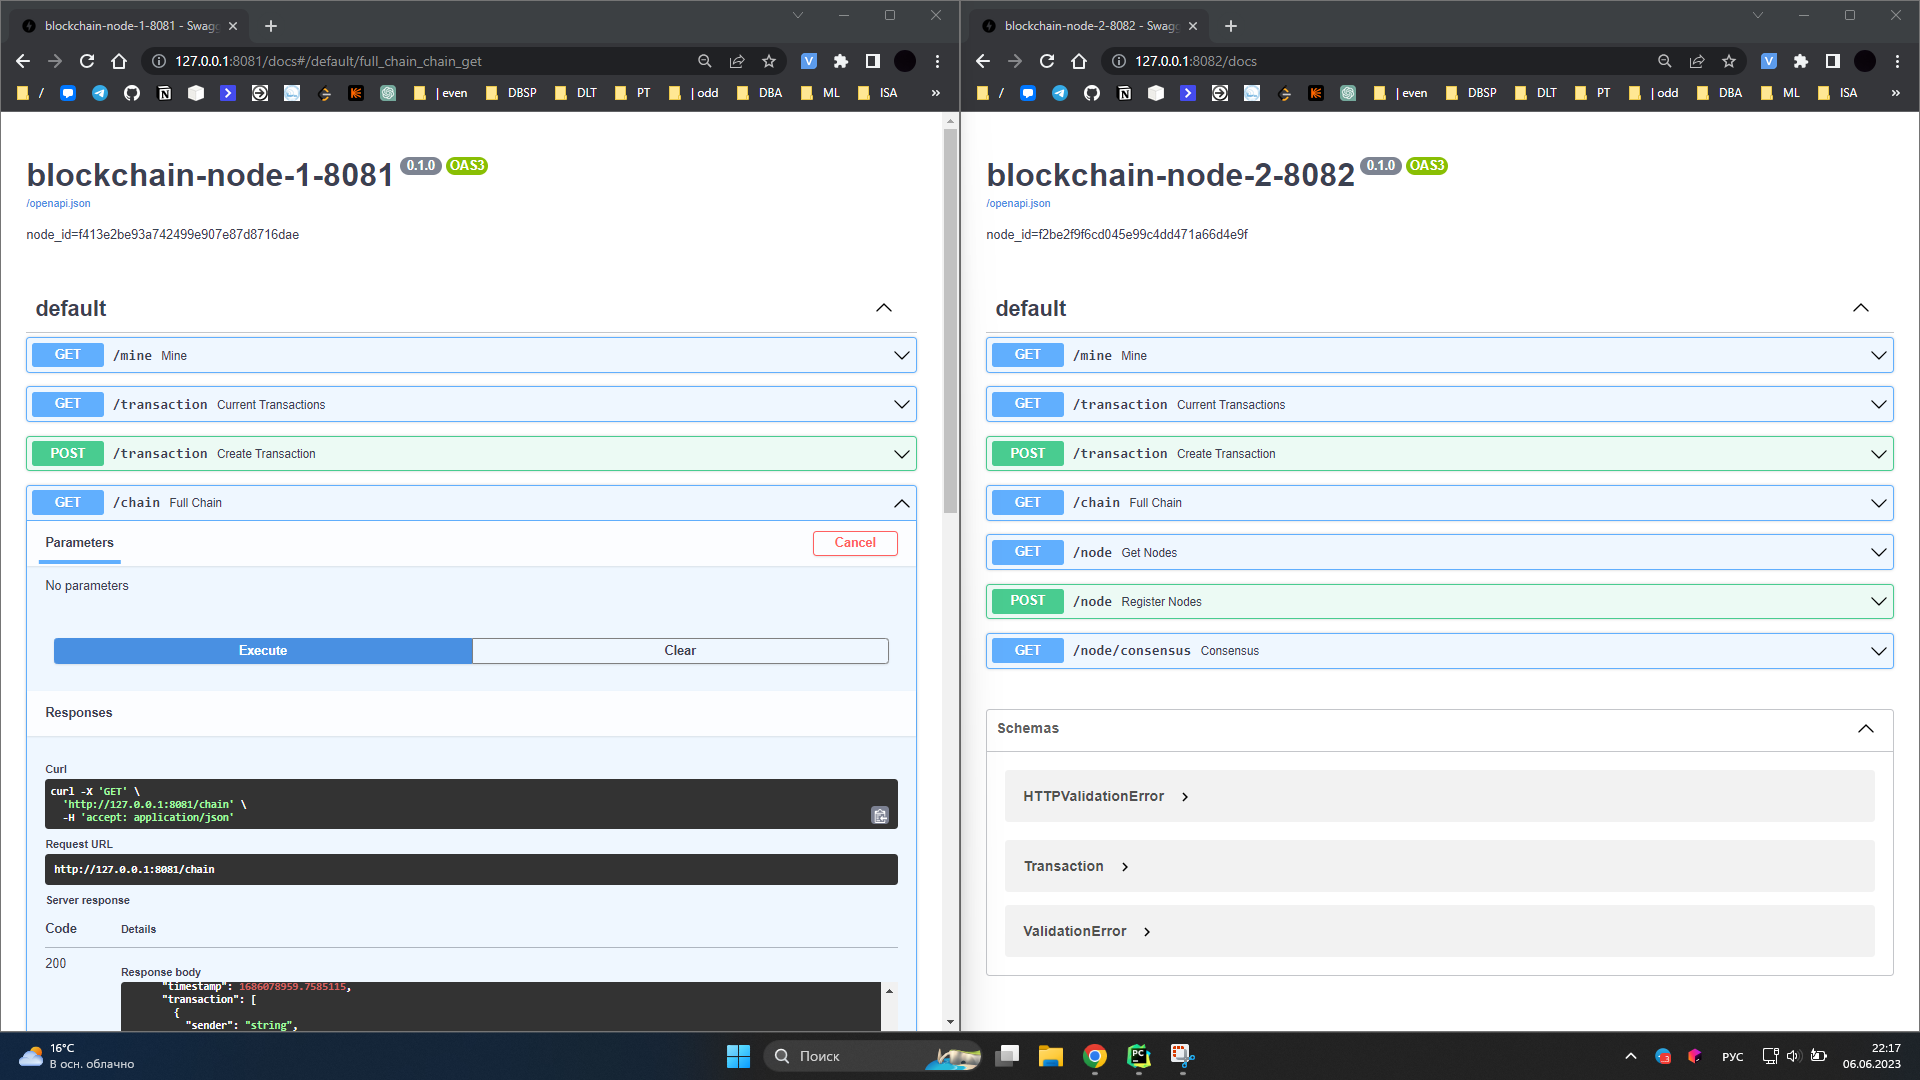 blockchain-node-1-8081 - Swagg
127.0.0.1:8081/docs#/default/full_chain_chain_get
/
| even
DBSP
DLT
PT
| odd
DBA
ML
ISA
»
blockchain-node-1-8081 0.1.0 OAS3
/openapi.json
node_id=f413e2be93a742499e907e87d8716dae
default
GET /mine Mine
GET /transaction Current Transactions
POST /transaction Create Transaction
GET /chain Full Chain
Parameters
Cancel
No parameters
Execute
Clear
Responses
Curl
curl -X 'GET' \
'http://127.0.0.1:8081/chain' \
-H 'accept: application/json'
Request URL
http://127.0.0.1:8081/chain
Server response
Code Details
200
Response body
"timestamp": 1686078959.7585115,
"transaction": [
{
"sender": "string",
blockchain-node-2-8082 - Swagg
127.0.0.1:8082/docs
/
| even
DBSP
DLT
PT
| odd
DBA
ML
ISA
»
blockchain-node-2-8082 0.1.0 OAS3
/openapi.json
node_id=f2be2f9f6cd045e99c4dd471a66d4e9f
default
GET /mine Mine
GET /transaction Current Transactions
POST /transaction Create Transaction
GET /chain Full Chain
GET /node Get Nodes
POST /node Register Nodes
GET /node/consensus Consensus
Schemas
HTTPValidationError
Transaction
ValidationError
16°C
В осн. облачно
Поиск
РУС
22:17
06.06.2023